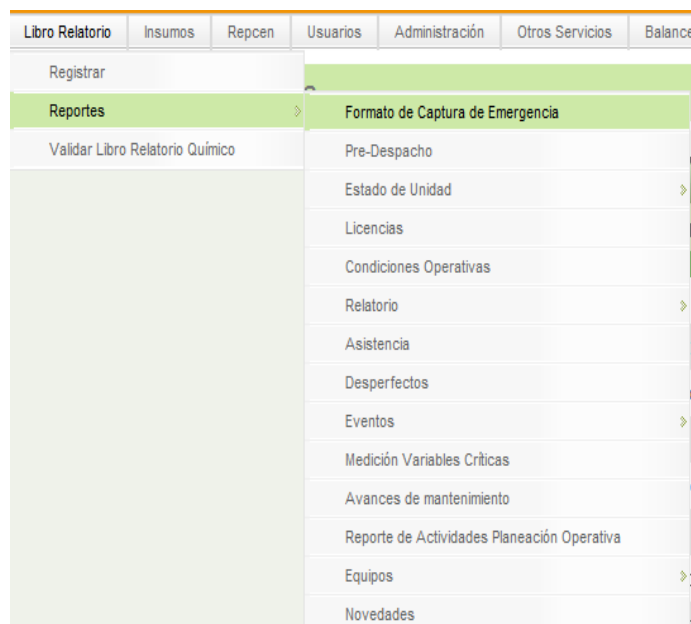 Libro Relatorio Insumos Repcen Usuarios Administración Otros Servicios Balance
Registrar
Reportes
Validar Libro Relatorio Químico
Formato de Captura de Emergencia
Pre-Despacho
Estado de Unidad
Licencias
Condiciones Operativas
Relatorio
Asistencia
Desperfectos
Eventos
Medición Variables Críticas
Avances de mantenimiento
Reporte de Actividades Planeación Operativa
Equipos
Novedades